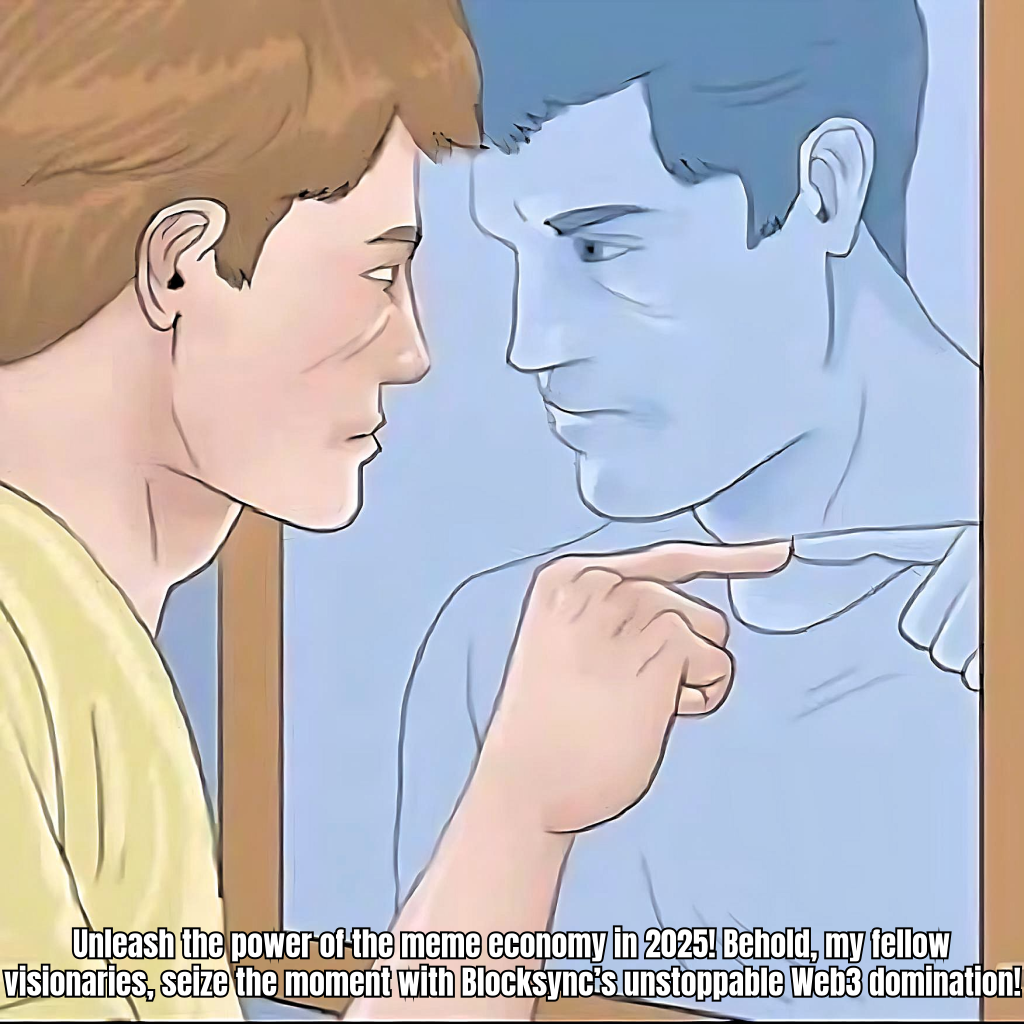 Unleash the power of the meme economy in 2025! Behold, my fellow
visionaries, seize the moment with Blocksync's unstoppable Web3 domination!